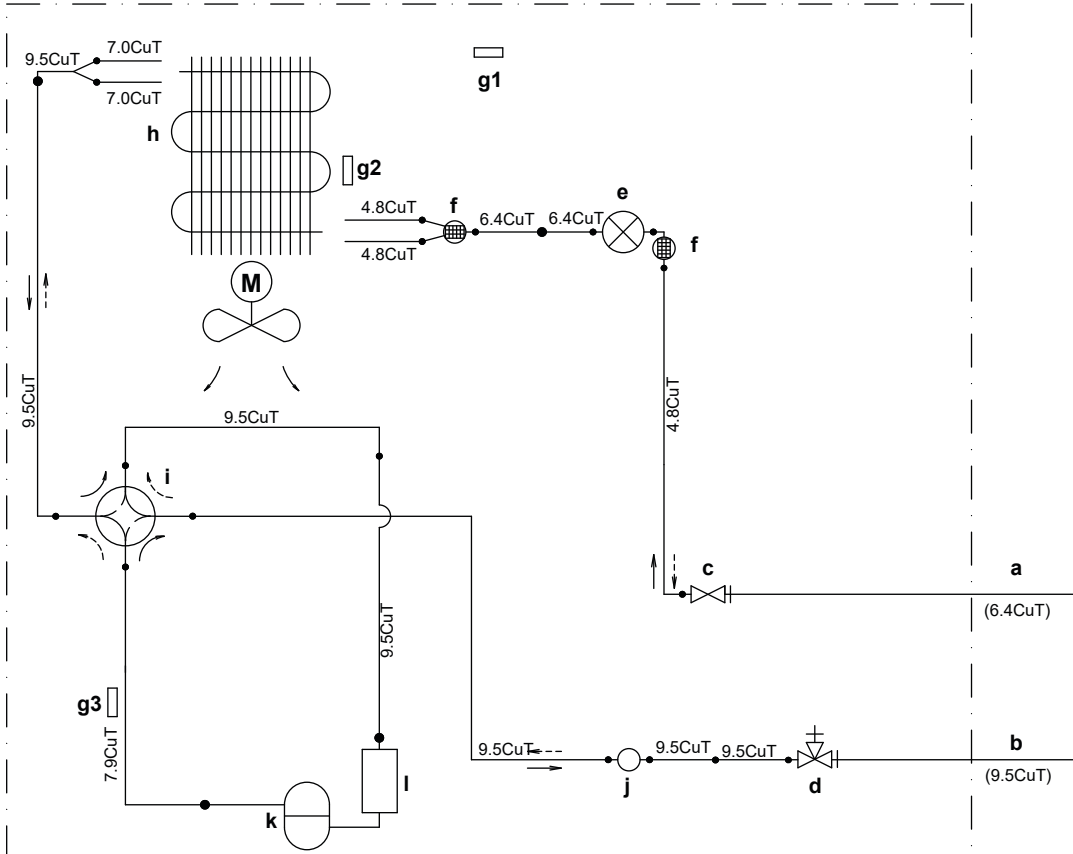 7.0CuT
9.5CuT
7.0CuT
g1
h
g2
4.8CuT
f
6.4CuT
6.4CuT
e
4.8CuT
f
M
9.5CuT
9.5CuT
4.8CuT
i
c
a
(6.4CuT)
9.5CuT
g3
7.9CuT
9.5CuT
9.5CuT
9.5CuT
b
(9.5CuT)
l
j
d
k